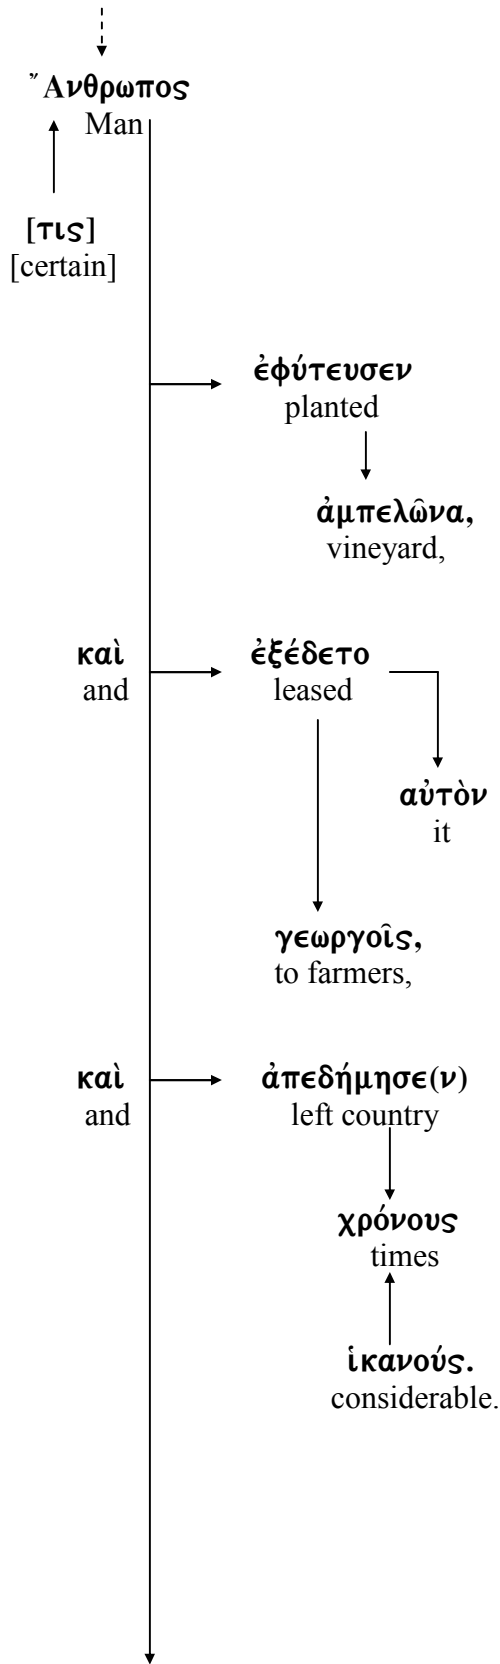 Ἄνθρωπος
Man
[τις]
[certain]
ἐφύτευσεν
planted
ἀμπελῶνα,
vineyard,
καὶ ἐξέδετο
and leased
αὐτὸν
it
γεωργοῖς,
to farmers,
καὶ ἀπεδήμησε(ν)
and left country
χρόνους
times
ἱκανούς.
considerable.